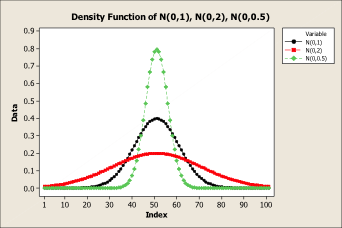 Density Function of N(0,1), N(0,2), N(0,0.5)
Variable
N(0,1)
N(0,2)
N(0,0.5)
0.9
0.8
0.7
0.6
0.5
0.4
0.3
0.2
0.1
0.0
Data
1 10 20 30 40 50 60 70 80 90 100
Index